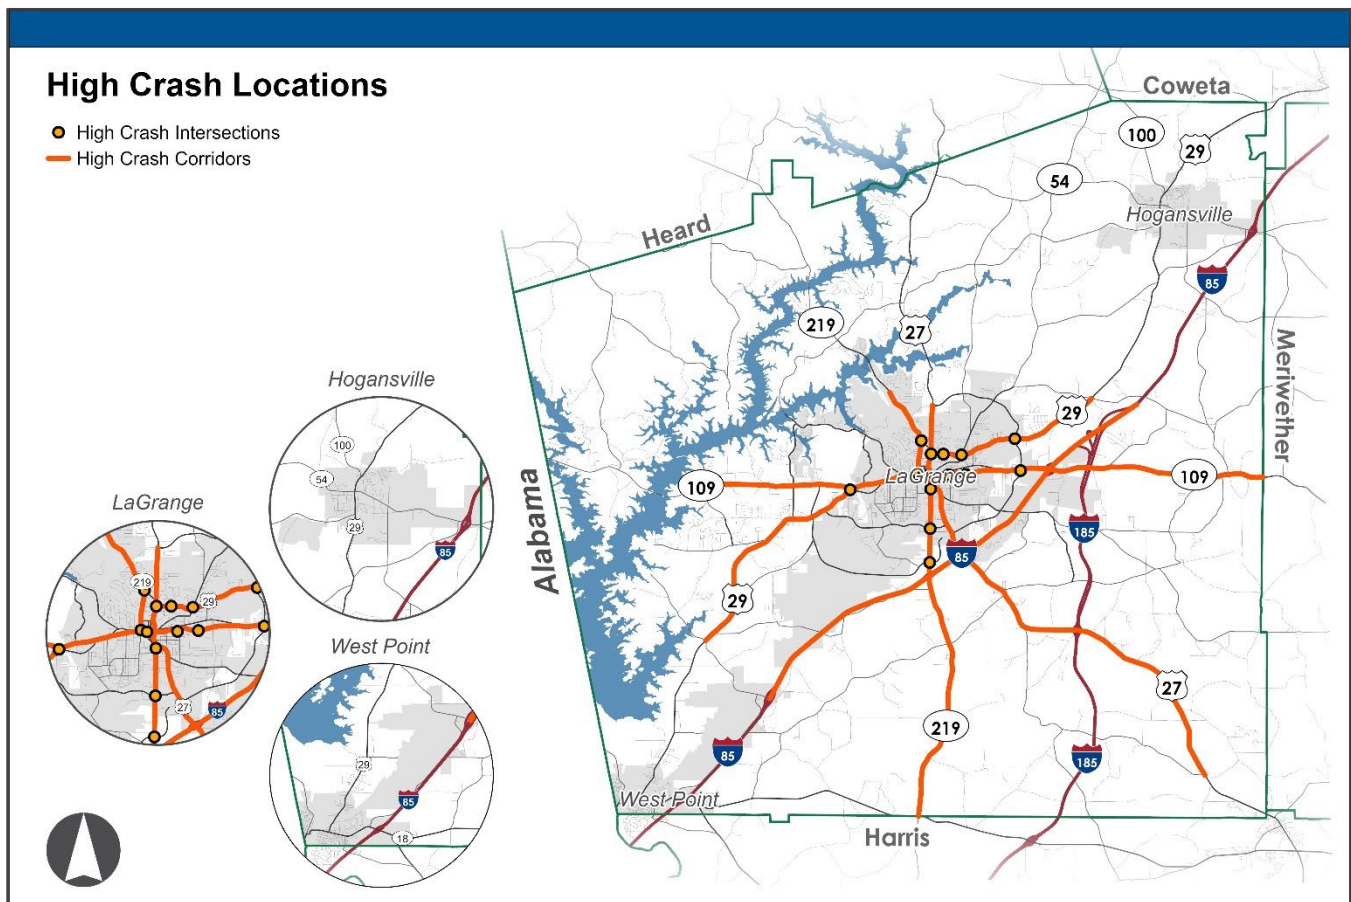 High Crash Locations
High Crash Intersections
High Crash Corridors
Coweta
100
29
54
Hogansville
Heard
85
219
27
Meriwether
Hogansville
29
100
54
29
85
LaGrange
109
109
Alabama
LaGrange
219
29
27
85
185
85
29
West Point
29
85
18
27
219
85
185
West Point
Harris